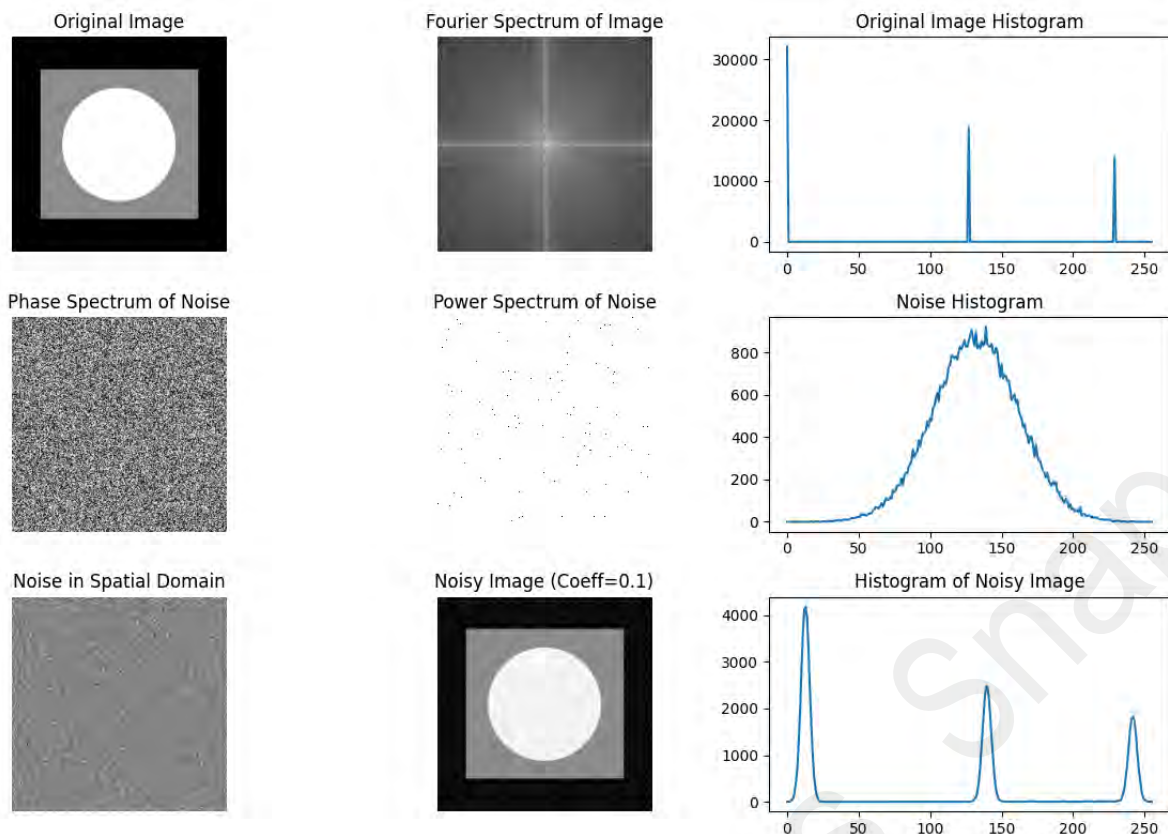 Original Image
Fourier Spectrum of Image
Original Image Histogram
30000
20000
10000
0
0 50 100 150 200 250
Phase Spectrum of Noise
Power Spectrum of Noise
Noise Histogram
800
600
400
200
0
0 50 100 150 200 250
Noise in Spatial Domain
Noisy Image (Coeff=0.1)
Histogram of Noisy Image
4000
3000
2000
1000
0
0 50 100 150 200 250